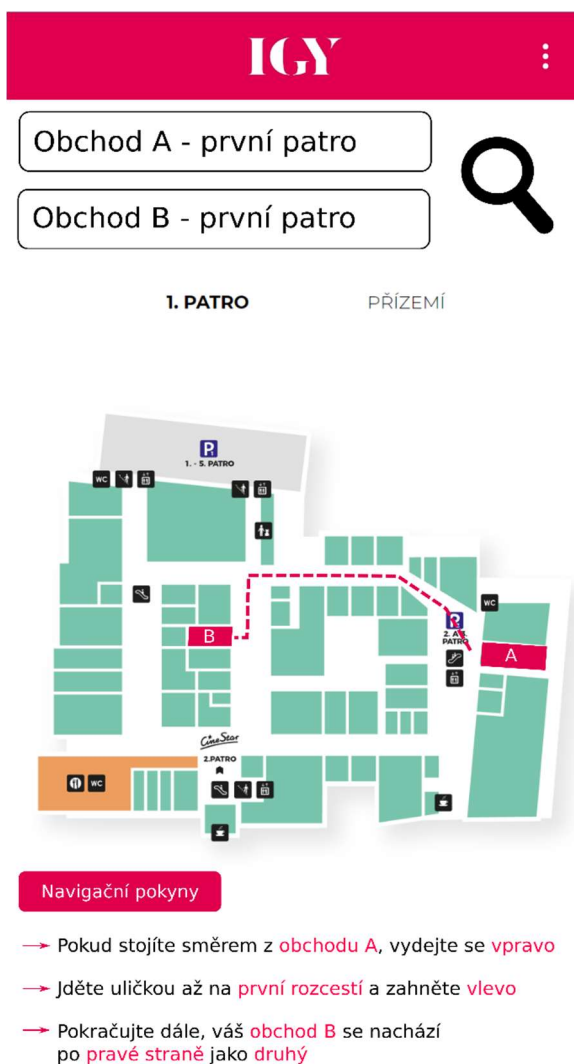 IGY
Obchod A - první patro
Obchod B - první patro
1. PATRO
PŘÍZEMÍ
P
1. - 5. PATRO
WC
WC
B
2. A 3.
PATRO
A
CineStar
2.PATRO
WC
Navigační pokyny
Pokud stojíte směrem z obchodu A, vydejte se vpravo
Jděte uličkou až na první rozcestí a zahněte vlevo
Pokračujte dále, váš obchod B se nachází
po pravé straně jako druhý